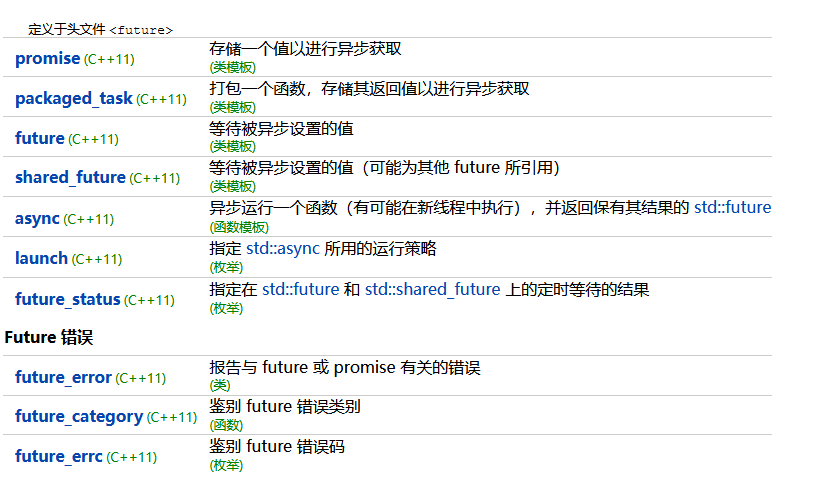 定义于头文件 <future>
promise (C++11) 存储一个值以进行异步获取
(类模板)
packaged_task (C++11) 打包一个函数，存储其返回值以进行异步获取
(类模板)
future (C++11) 等待被异步设置的值
(类模板)
shared_future (C++11) 等待被异步设置的值（可能为其他 future 所引用）
(类模板)
async (C++11) 异步运行一个函数（有可能在新线程中执行），并返回保有其结果的 std::future
(函数模板)
launch (C++11) 指定 std::async 所用的运行策略
(枚举)
future_status (C++11) 指定在 std::future 和 std::shared_future 上的定时等待的结果
(枚举)
Future 错误
future_error (C++11) 报告与 future 或 promise 有关的错误
(类)
future_category (C++11) 鉴别 future 错误类别
(函数)
future_errc (C++11) 鉴别 future 错误码
(枚举)